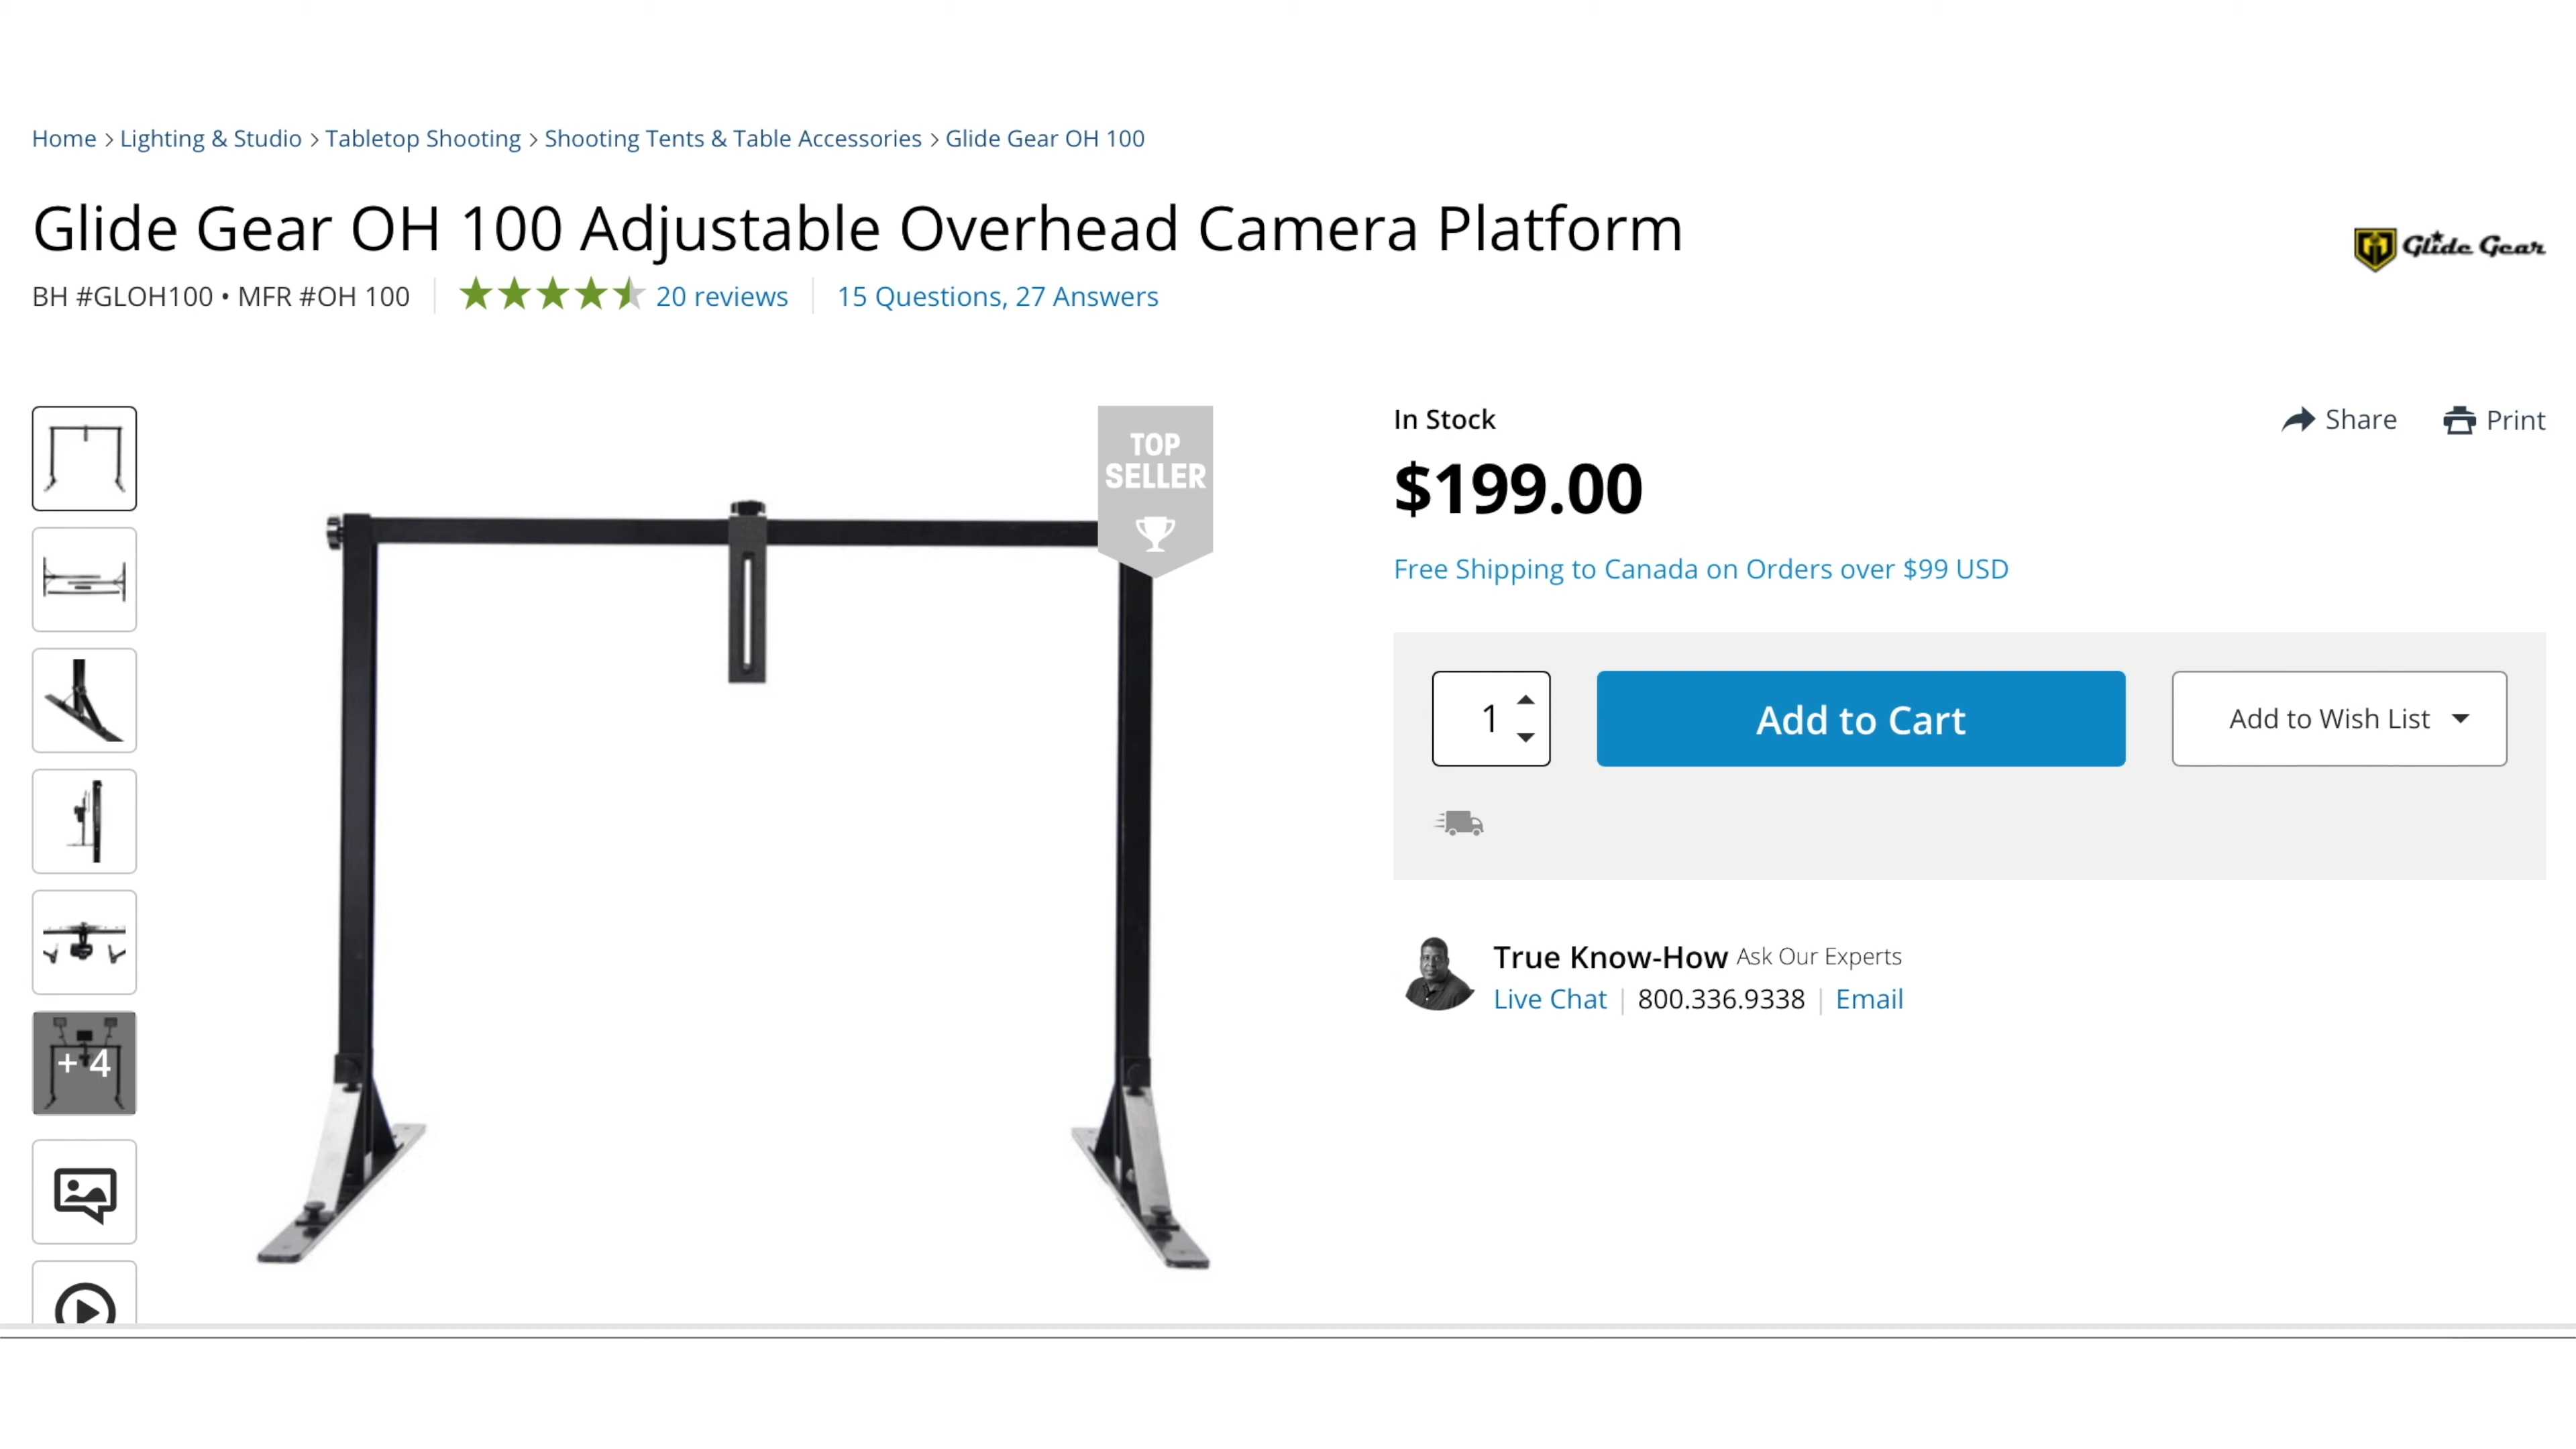 Home > Lighting & Studio > Tabletop Shooting > Shooting Tents & Table Accessories > Glide Gear OH 100
Glide Gear OH 100 Adjustable Overhead Camera Platform
Glide Gear
BH #GLOH100 • MFR #OH 100
20 reviews
15 Questions, 27 Answers
TOP
SELLER
In Stock
Share
Print
$199.00
Free Shipping to Canada on Orders over $99 USD
1
Add to Cart
Add to Wish List
True Know-How Ask Our Experts
Live Chat | 800.336.9338 | Email
+ 4